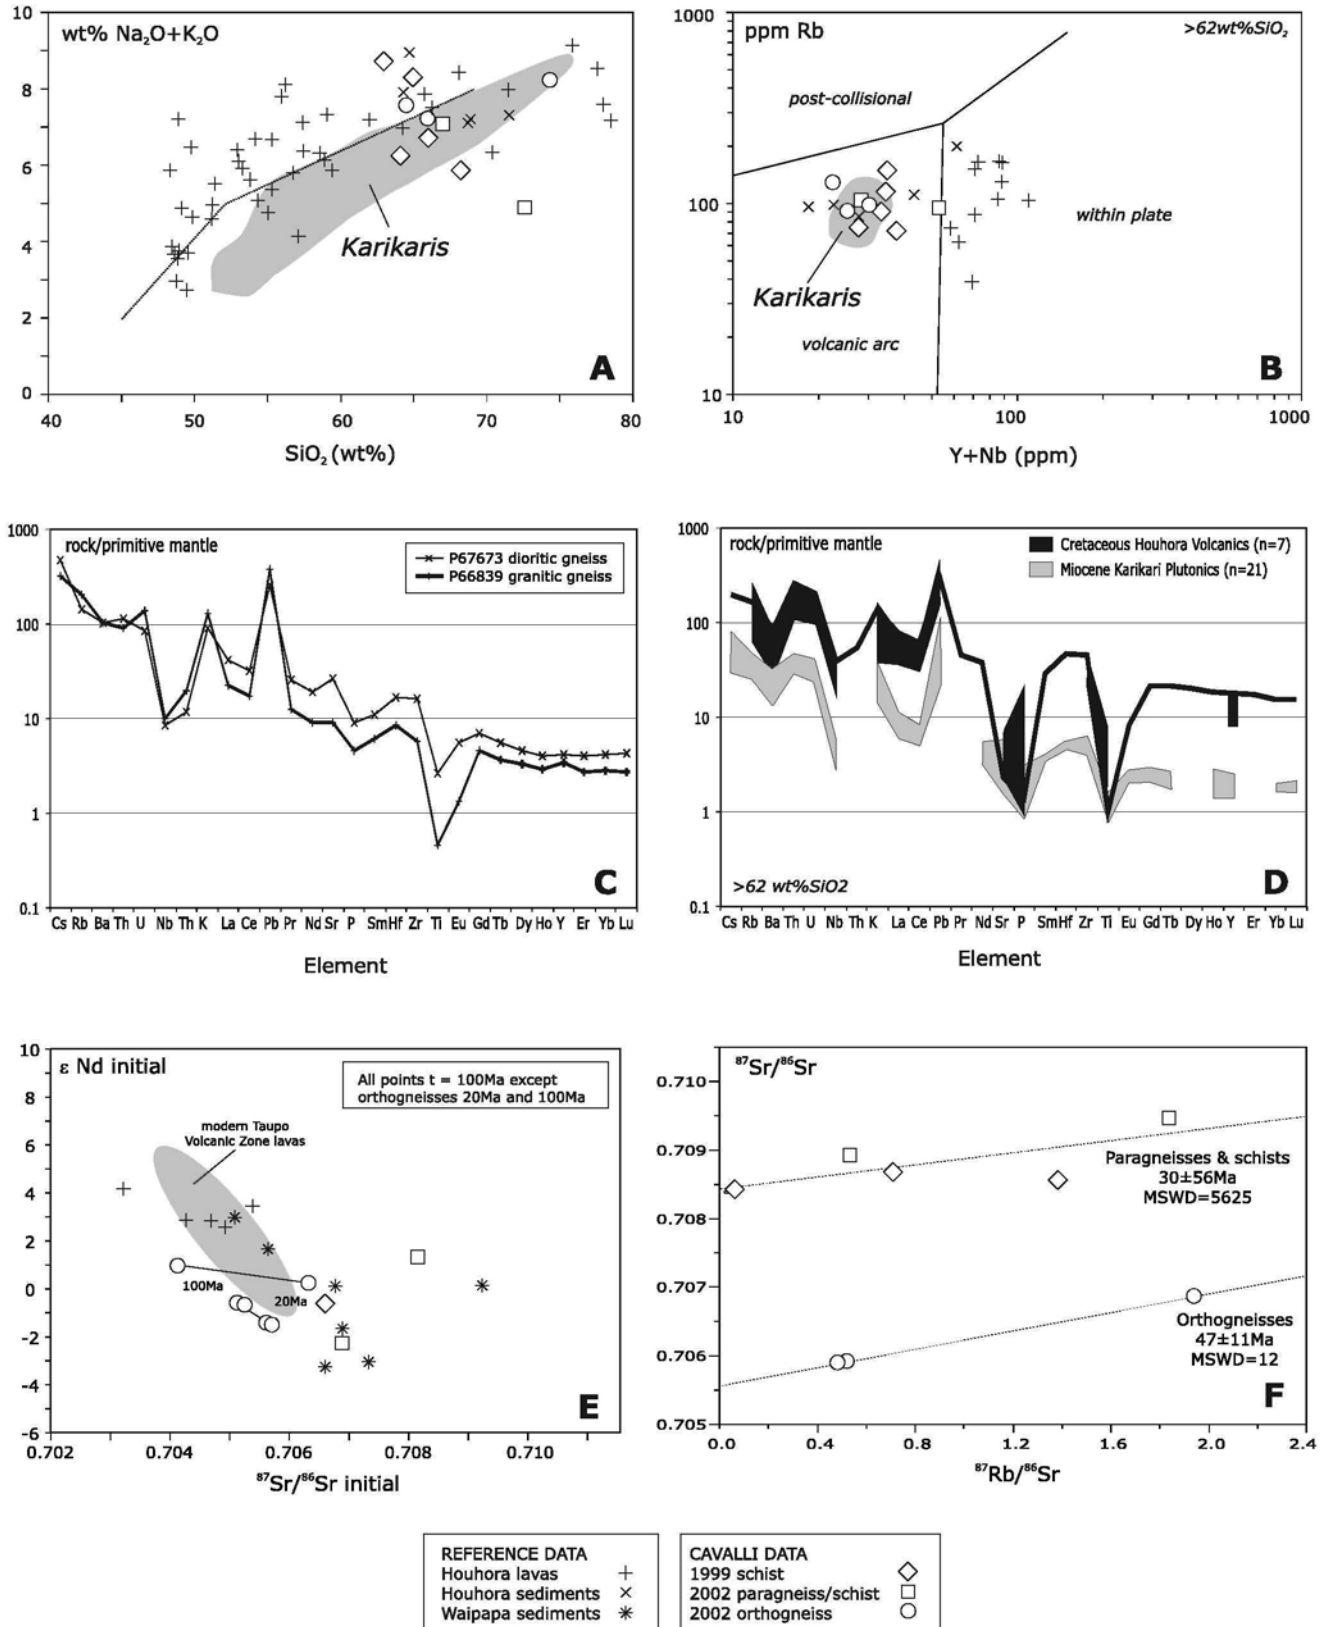 wt% Na₂O+K₂O
10
8
6
4
2
0
Karikaris
A
40 50 60 70 80
SiO₂ (wt%)
ppm Rb
>62wt%SiO₂
1000
100
10
post-collisional
within plate
Karikaris
volcanic arc
B
10 100 1000
Y+Nb (ppm)
rock/primitive mantle
P67673 dioritic gneiss
P66839 granitic gneiss
1000
100
10
1
0.1
C
Cs Rb Ba Th U Nb Th K La Ce Pb Pr Nd Sr P Sm Hf Zr Ti Eu Gd Tb Dy Ho Y Er Yb Lu
Element
rock/primitive mantle
Cretaceous Houhora Volcanics (n=7)
Miocene Karikari Plutonics (n=21)
1000
100
10
1
0.1
>62 wt%SiO2
D
Cs Rb Ba Th U Nb Th K La Ce Pb Pr Nd Sr P Sm Hf Zr Ti Eu Gd Tb Dy Ho Y Er Yb Lu
Element
ε Nd initial
All points t = 100Ma except
orthogneisses 20Ma and 100Ma
modern Taupo
Volcanic Zone lavas
10
8
6
4
2
0
-2
-4
-6
100Ma
20Ma
E
0.702 0.704 0.706 0.708 0.710
⁸⁷Sr/⁸⁶Sr initial
⁸⁷Sr/⁸⁶Sr
0.710
0.709
0.708
0.707
0.706
0.705
Paragneisses & schists
30±56Ma
MSWD=5625
Orthogneisses
47±11Ma
MSWD=12
F
0.0 0.4 0.8 1.2 1.6 2.0 2.4
⁸⁷Rb/⁸⁶Sr
REFERENCE DATA
Houhora lavas
Houhora sediments
Waipapa sediments
CAVALLI DATA
1999 schist
2002 paragneiss/schist
2002 orthogneiss